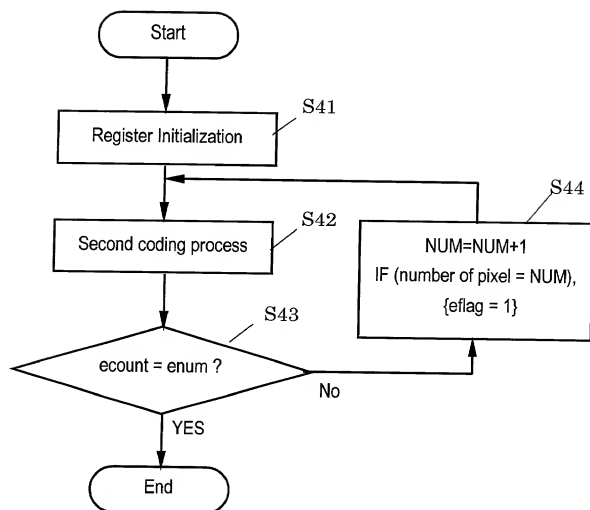 Start
S41
Register Initialization
S44
S42
Second coding process
NUM=NUM+1
IF (number of pixel = NUM),
{eflag = 1}
S43
ecount = enum ?
No
YES
End